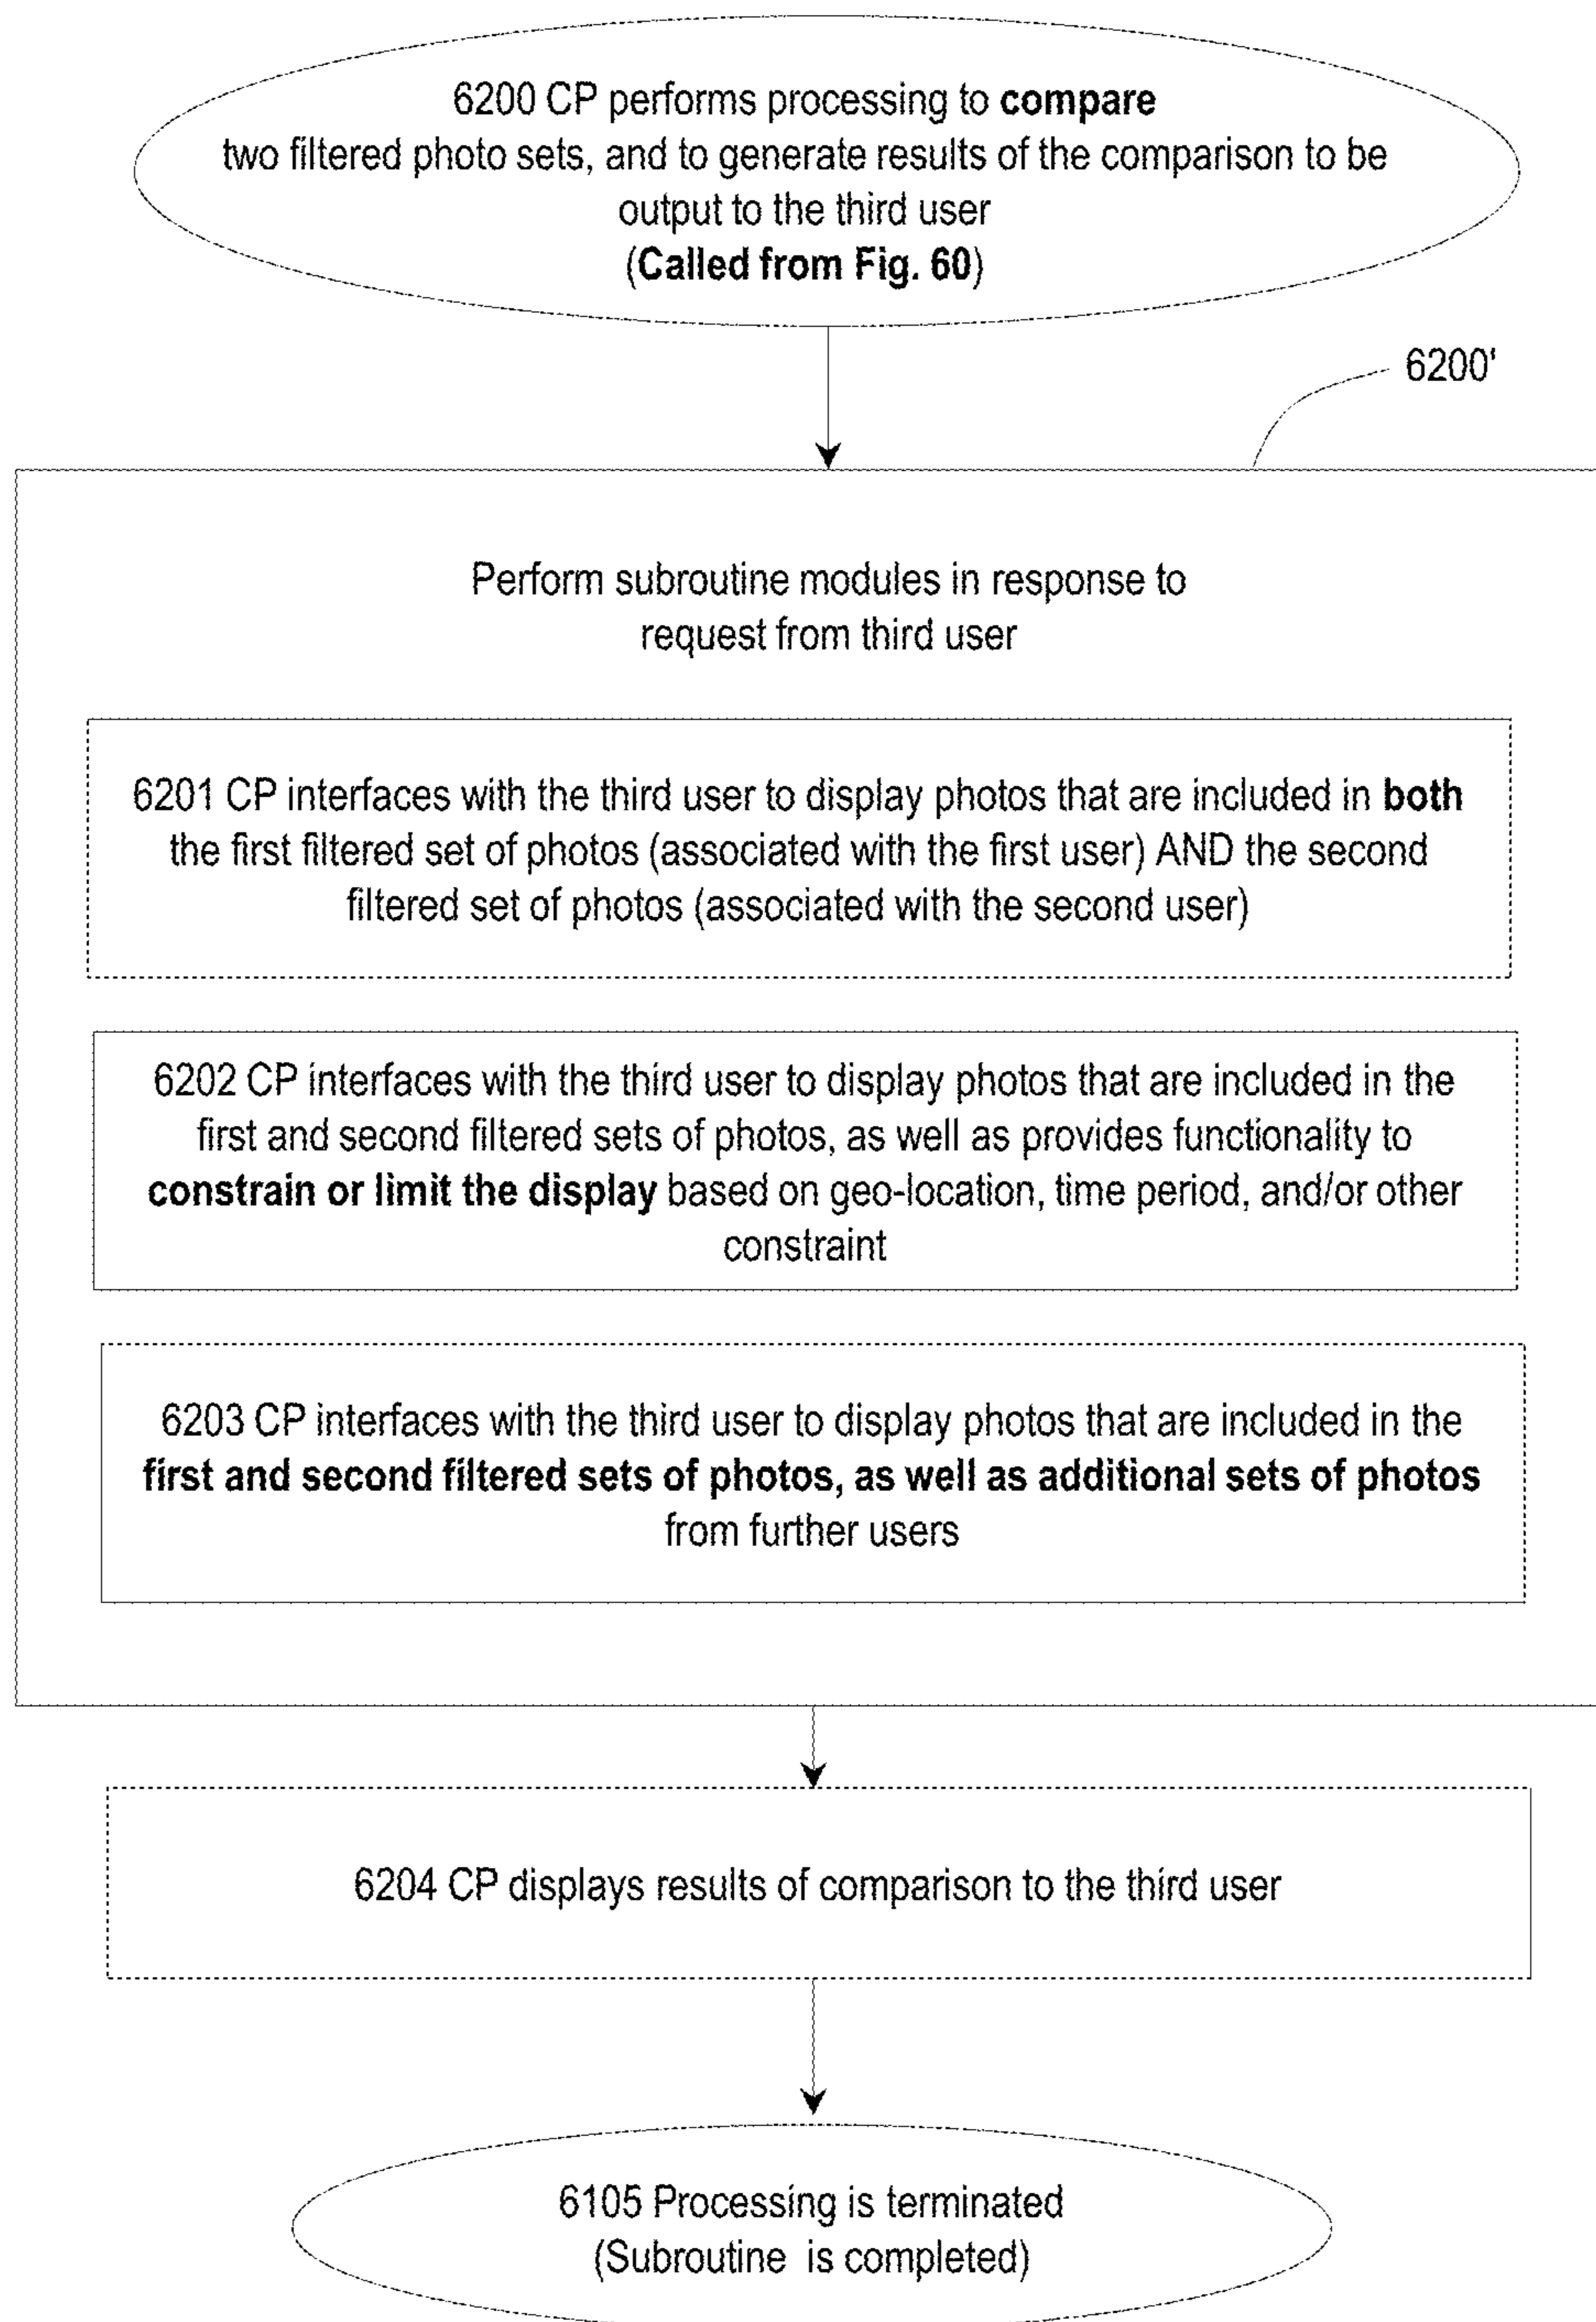 6200 CP performs processing to compare
two filtered photo sets, and to generate results of the comparison to be
output to the third user
(Called from Fig. 60)
6200'
Perform subroutine modules in response to
request from third user
6201 CP interfaces with the third user to display photos that are included in both
the first filtered set of photos (associated with the first user) AND the second
filtered set of photos (associated with the second user)
6202 CP interfaces with the third user to display photos that are included in the
first and second filtered sets of photos, as well as provides functionality to
constrain or limit the display based on geo-location, time period, and/or other
constraint
6203 CP interfaces with the third user to display photos that are included in the
first and second filtered sets of photos, as well as additional sets of photos
from further users
6204 CP displays results of comparison to the third user
6105 Processing is terminated
(Subroutine is completed)